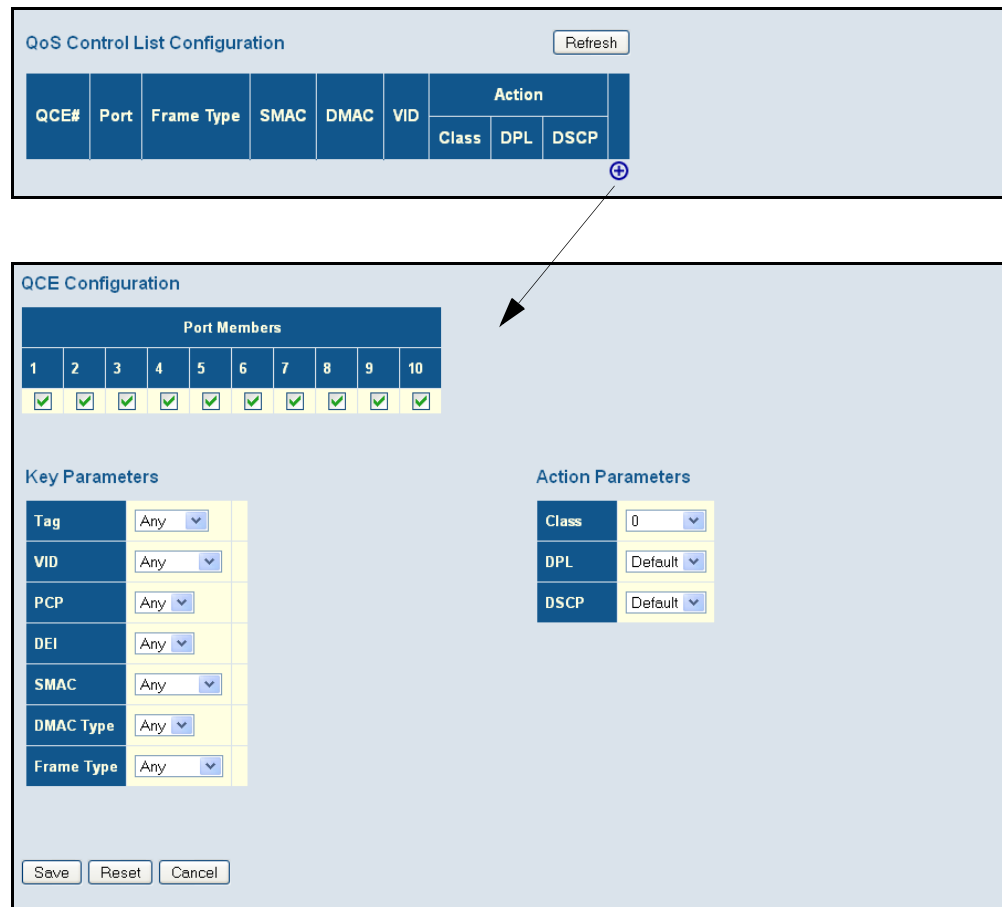 QoS Control List Configuration
Refresh
QCE# Port Frame Type SMAC DMAC VID Action
Class DPL DSCP
QCE Configuration
Port Members
1 2 3 4 5 6 7 8 9 10
Key Parameters
Tag Any
VID Any
PCP Any
DEI Any
SMAC Any
DMAC Type Any
Frame Type Any
Action Parameters
Class 0
DPL Default
DSCP Default
Save Reset Cancel